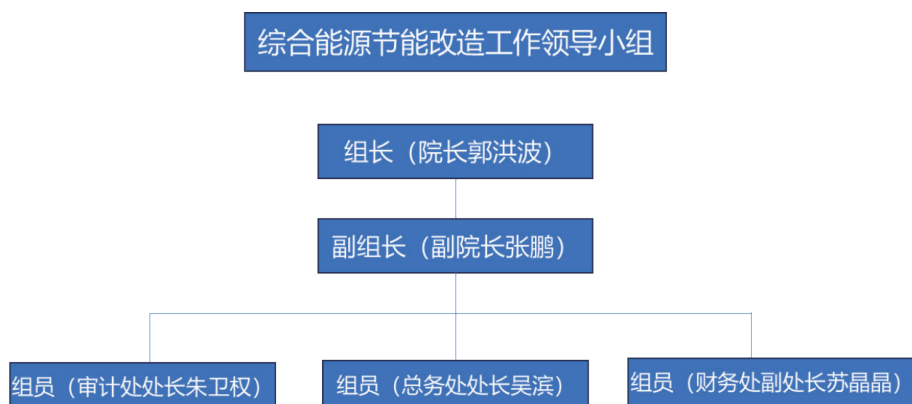 综合能源节能改造工作领导小组
组长（院长郭洪波）
副组长（副院长张鹏）
组员（审计处处长朱卫权）
组员（总务处处长吴滨）
组员（财务处副处长苏晶晶）